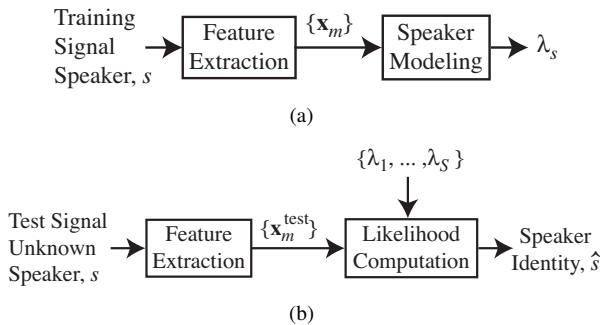 Training
Signal
Speaker, s
Feature
Extraction
{x_m}
Speaker
Modeling
λ_s
(a)
{λ_1, ... ,λ_S }
Test Signal
Unknown
Speaker, s
Feature
Extraction
{x_m^test}
Likelihood
Computation
Speaker
Identity, ŝ
(b)